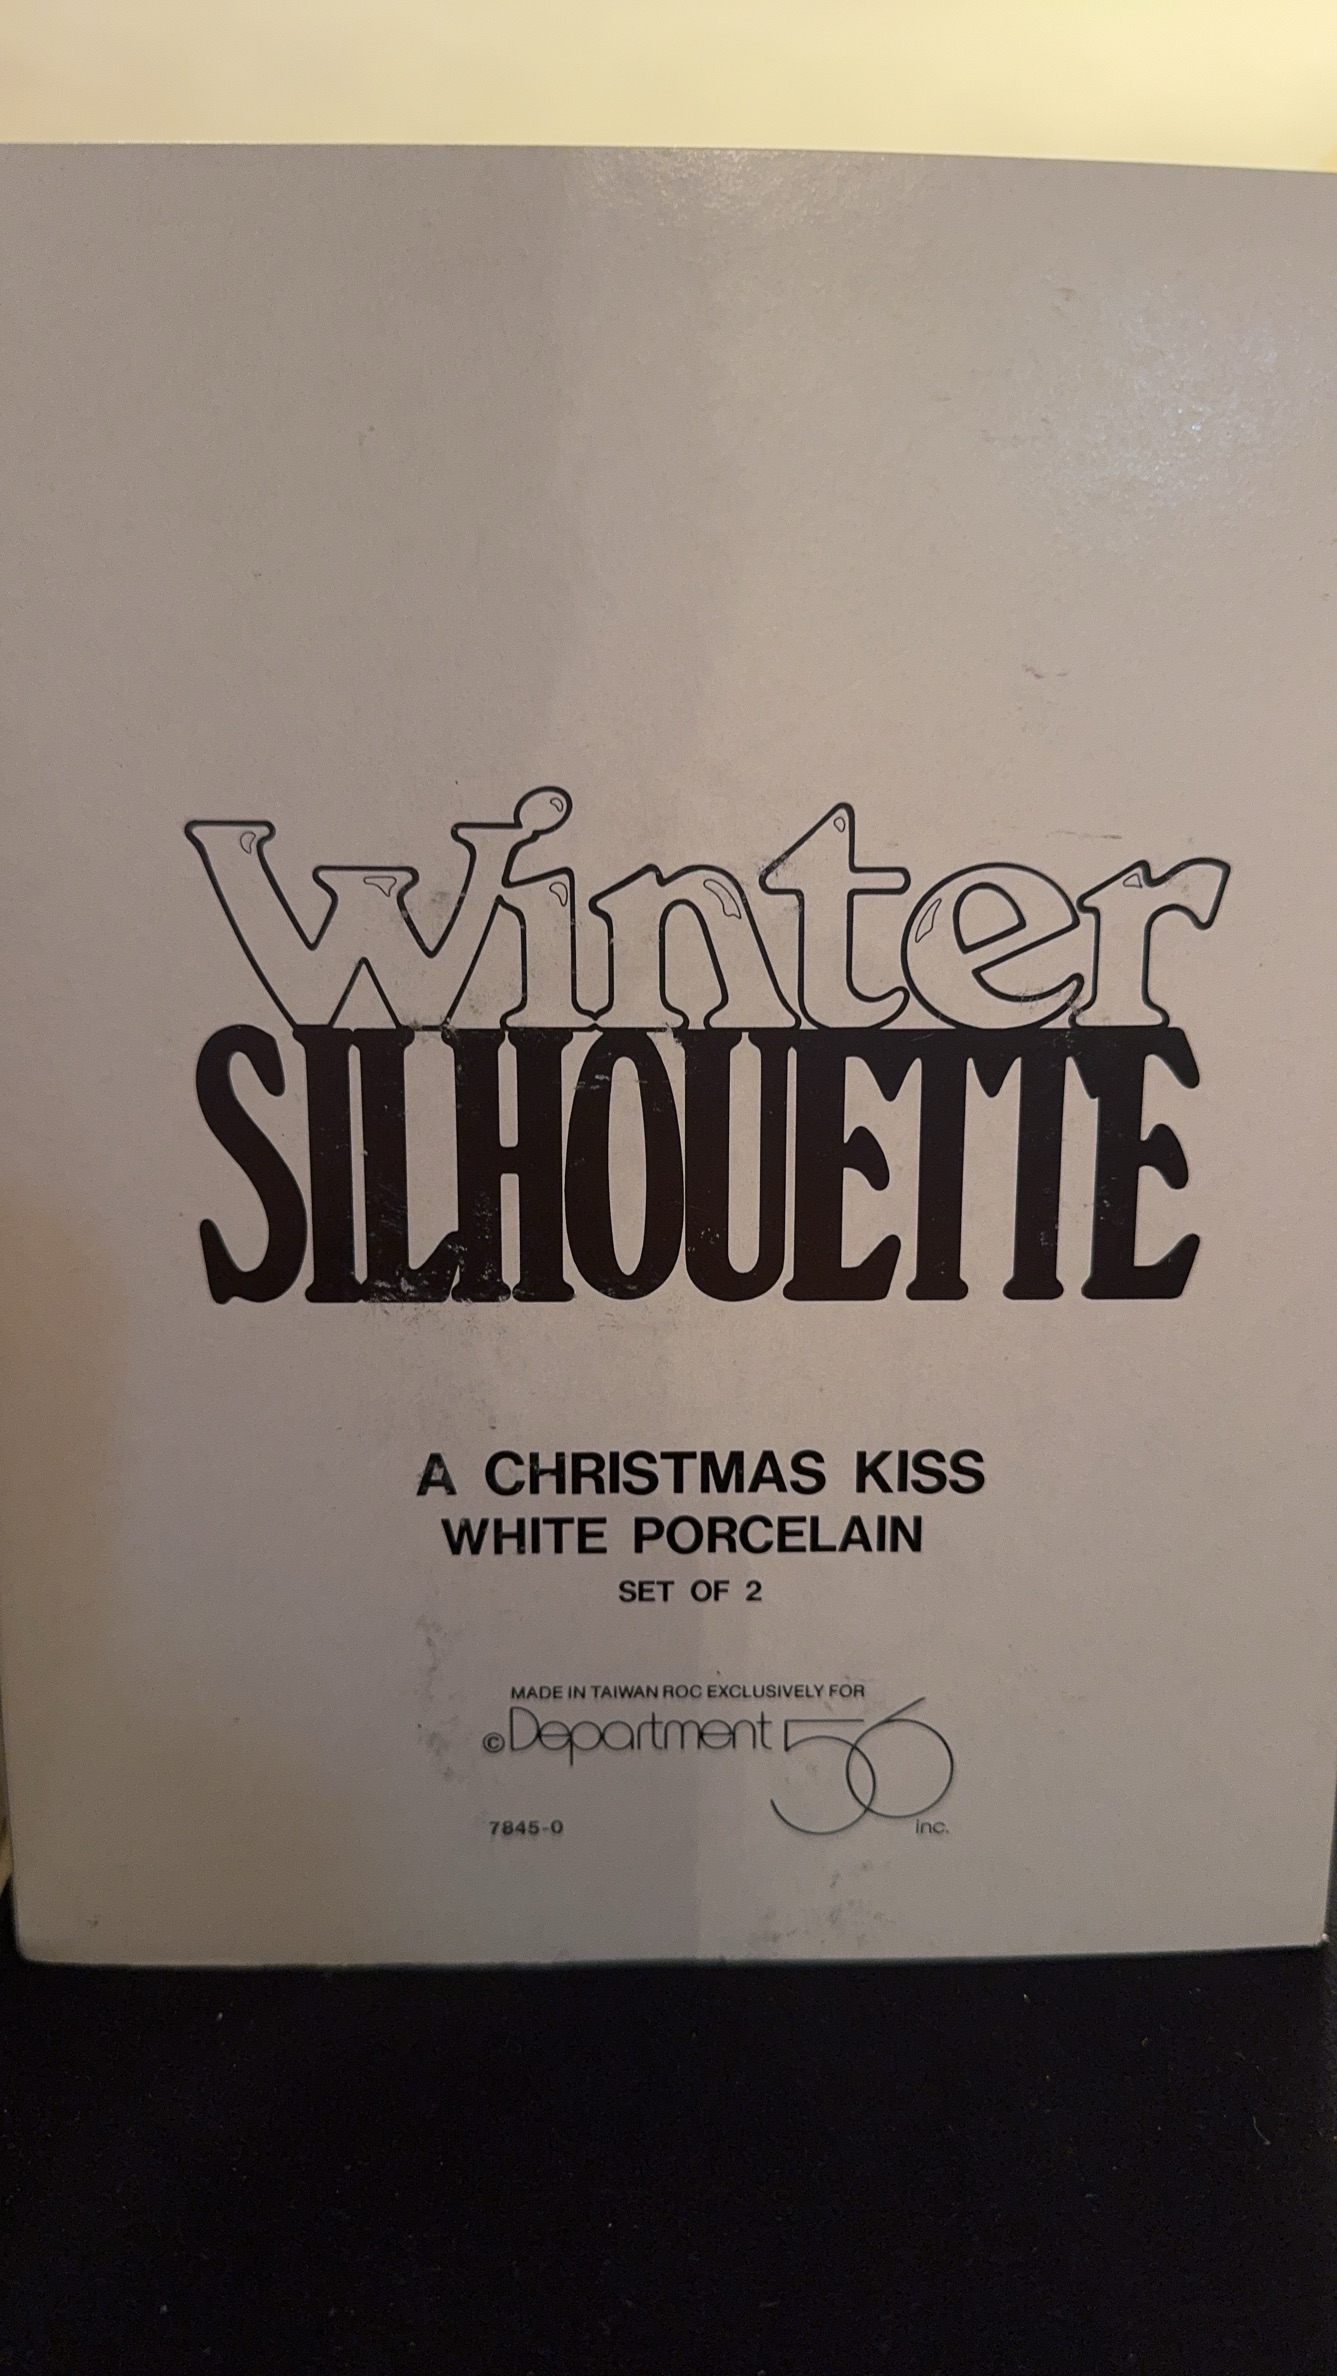 Winter
SILHOUETTE
A CHRISTMAS KISS
WHITE PORCELAIN
SET OF 2
MADE IN TAIWAN ROC EXCLUSIVELY FOR
©Department 56
7845-0 inc.